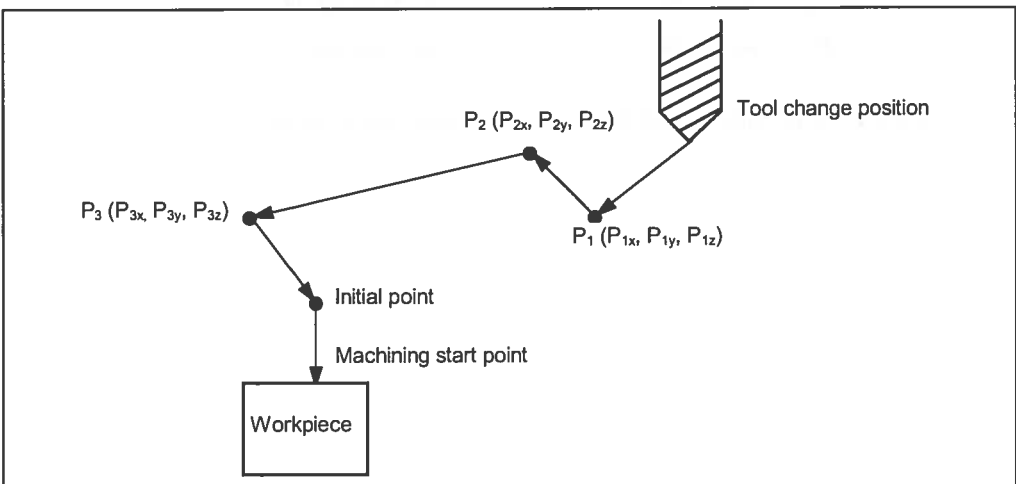 Tool change position
P₂ (P₂ₓ, P₂y, P₂z)
P₃ (P₃ₓ, P₃y, P₃z)
P₁ (P₁ₓ, P₁y, P₁z)
Initial point
Machining start point
Workpiece